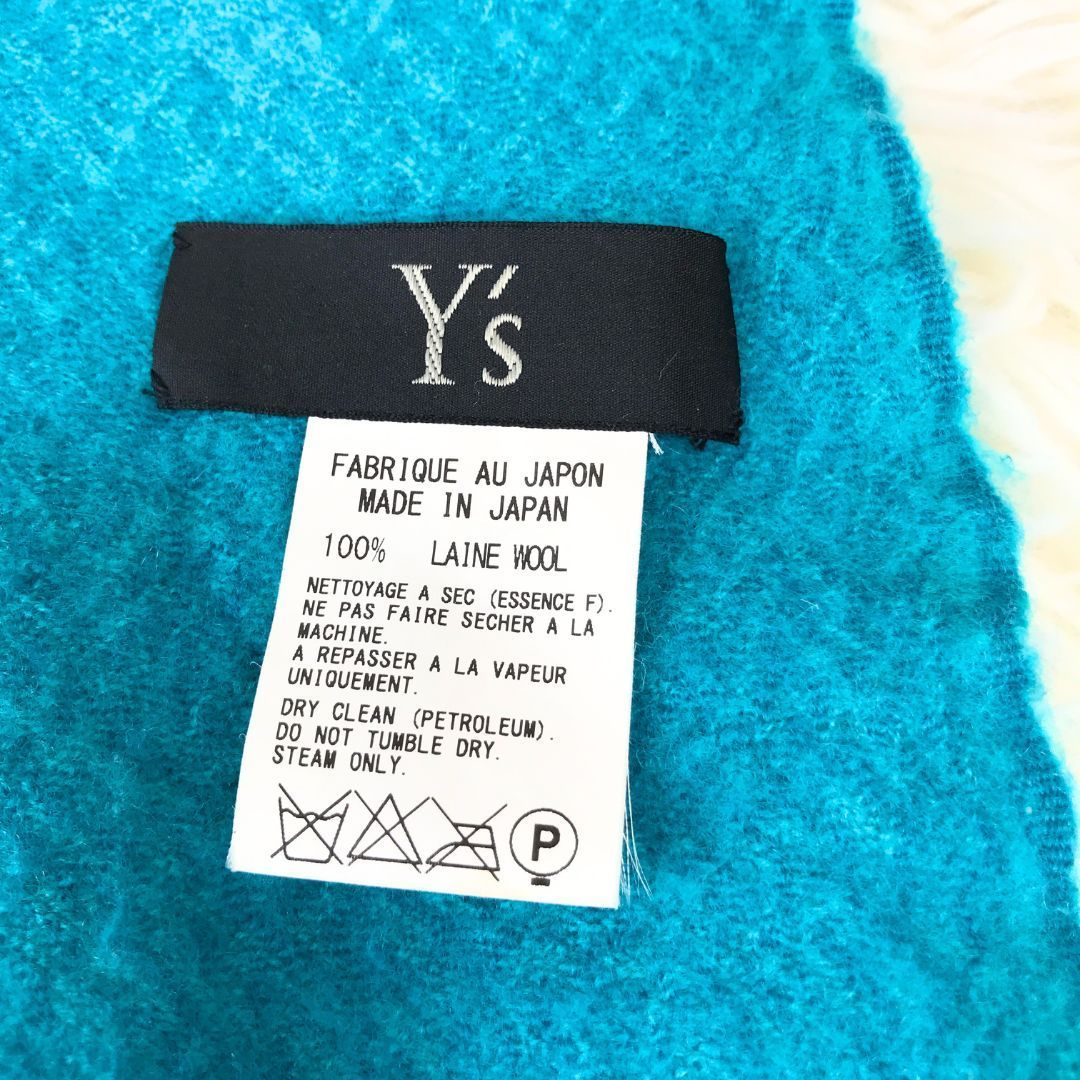 Y's
FABRIQUE AU JAPON
MADE IN JAPAN
100% LAINE WOOL
NETTOYAGE A SEC (ESSENCE F).
NE PAS FAIRE SECHER A LA
MACHINE.
A REPASSER A LA VAPEUR
UNIQUEMENT.
DRY CLEAN (PETROLEUM).
DO NOT TUMBLE DRY.
STEAM ONLY.
P